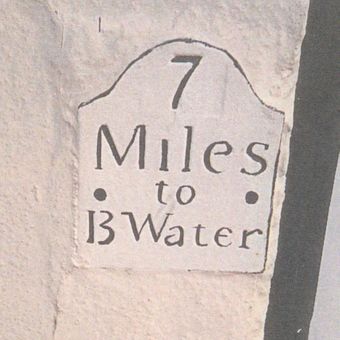 7
Miles
to
B Water